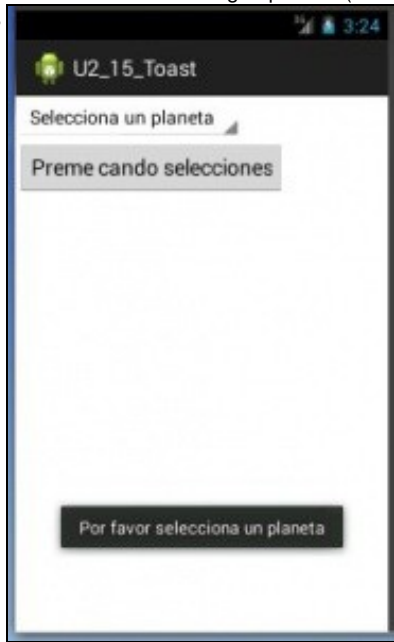 3:24
U2_15_Toast
Selecciona un planeta
Preme cando selecciones
Por favor selecciona un planeta